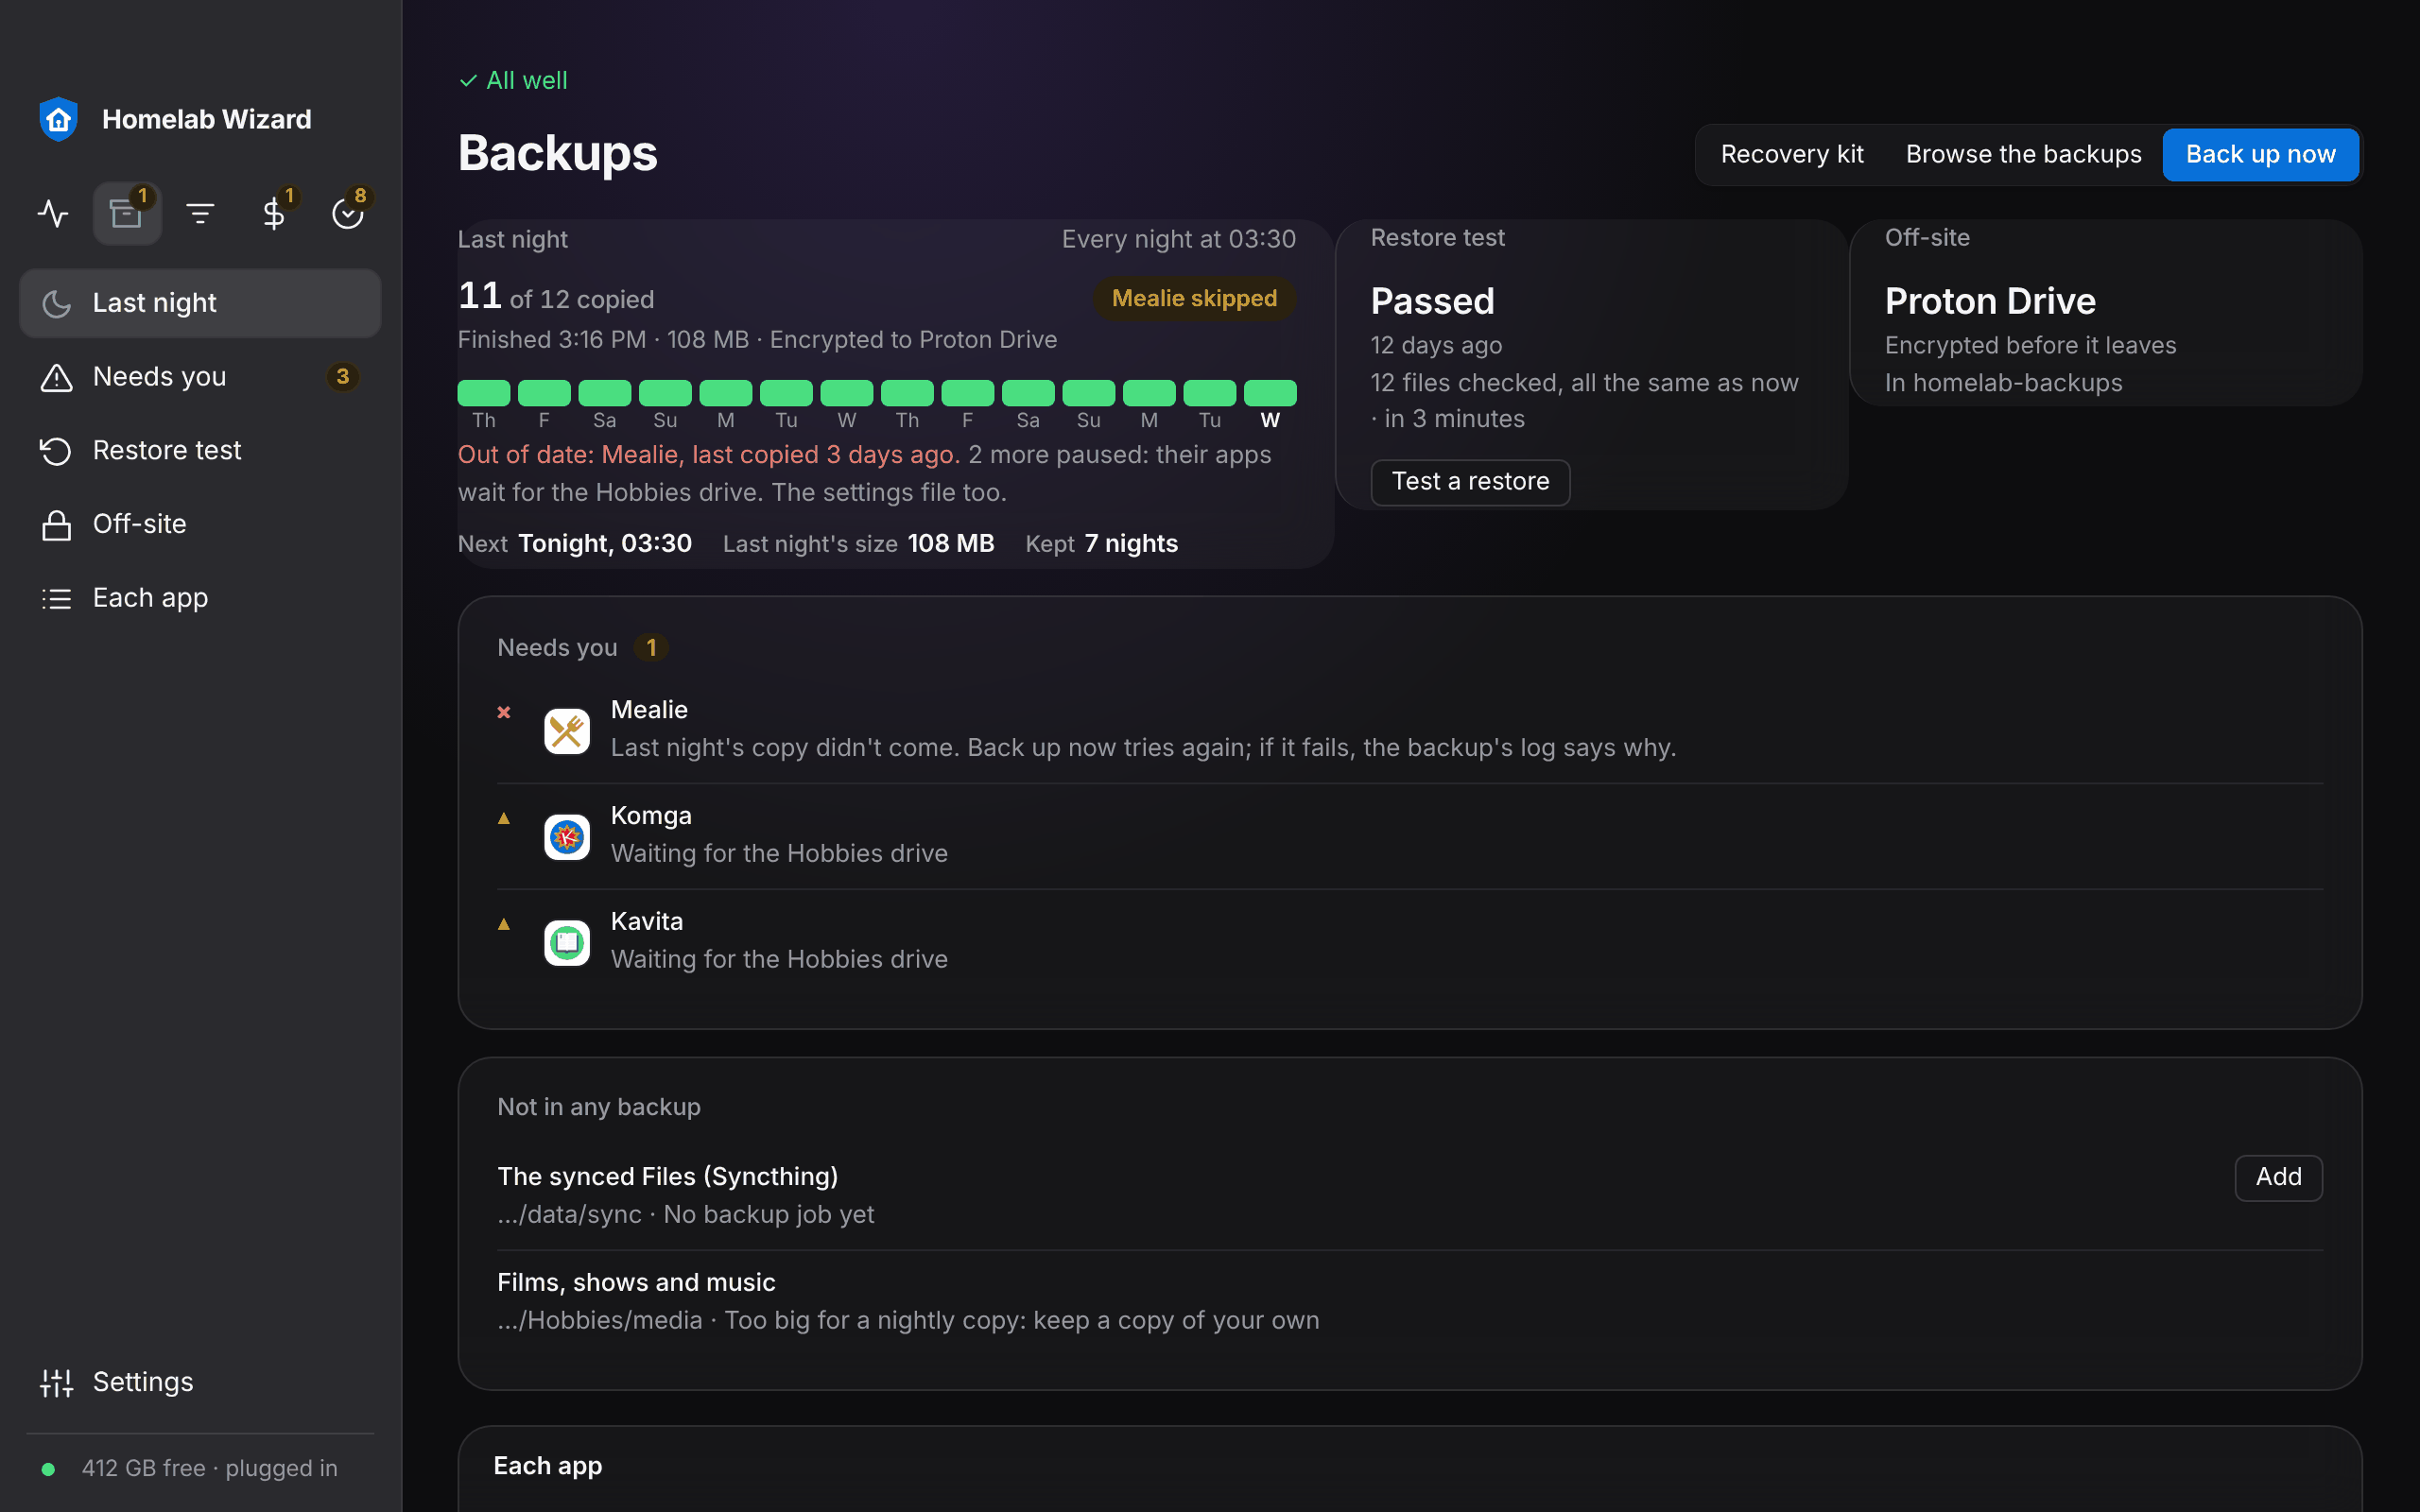 Homelab Wizard
1
1
8
Last night
Needs you 3
Restore test
Off-site
Each app
Settings
412 GB free · plugged in
All well
Backups
Recovery kit
Browse the backups
Back up now
Last night
Every night at 03:30
11 of 12 copied
Mealie skipped
Finished 3:16 PM · 108 MB · Encrypted to Proton Drive
Th F Sa Su M Tu W Th F Sa Su M Tu W
Out of date: Mealie, last copied 3 days ago. 2 more paused: their apps
wait for the Hobbies drive. The settings file too.
Next Tonight, 03:30 Last night's size 108 MB Kept 7 nights
Restore test
Passed
12 days ago
12 files checked, all the same as now
· in 3 minutes
Test a restore
Off-site
Proton Drive
Encrypted before it leaves
In homelab-backups
Needs you 1
Mealie
Last night's copy didn't come. Back up now tries again; if it fails, the backup's log says why.
Komga
Waiting for the Hobbies drive
Kavita
Waiting for the Hobbies drive
Not in any backup
The synced Files (Syncthing)
.../data/sync · No backup job yet
Add
Films, shows and music
.../Hobbies/media · Too big for a nightly copy: keep a copy of your own
Each app